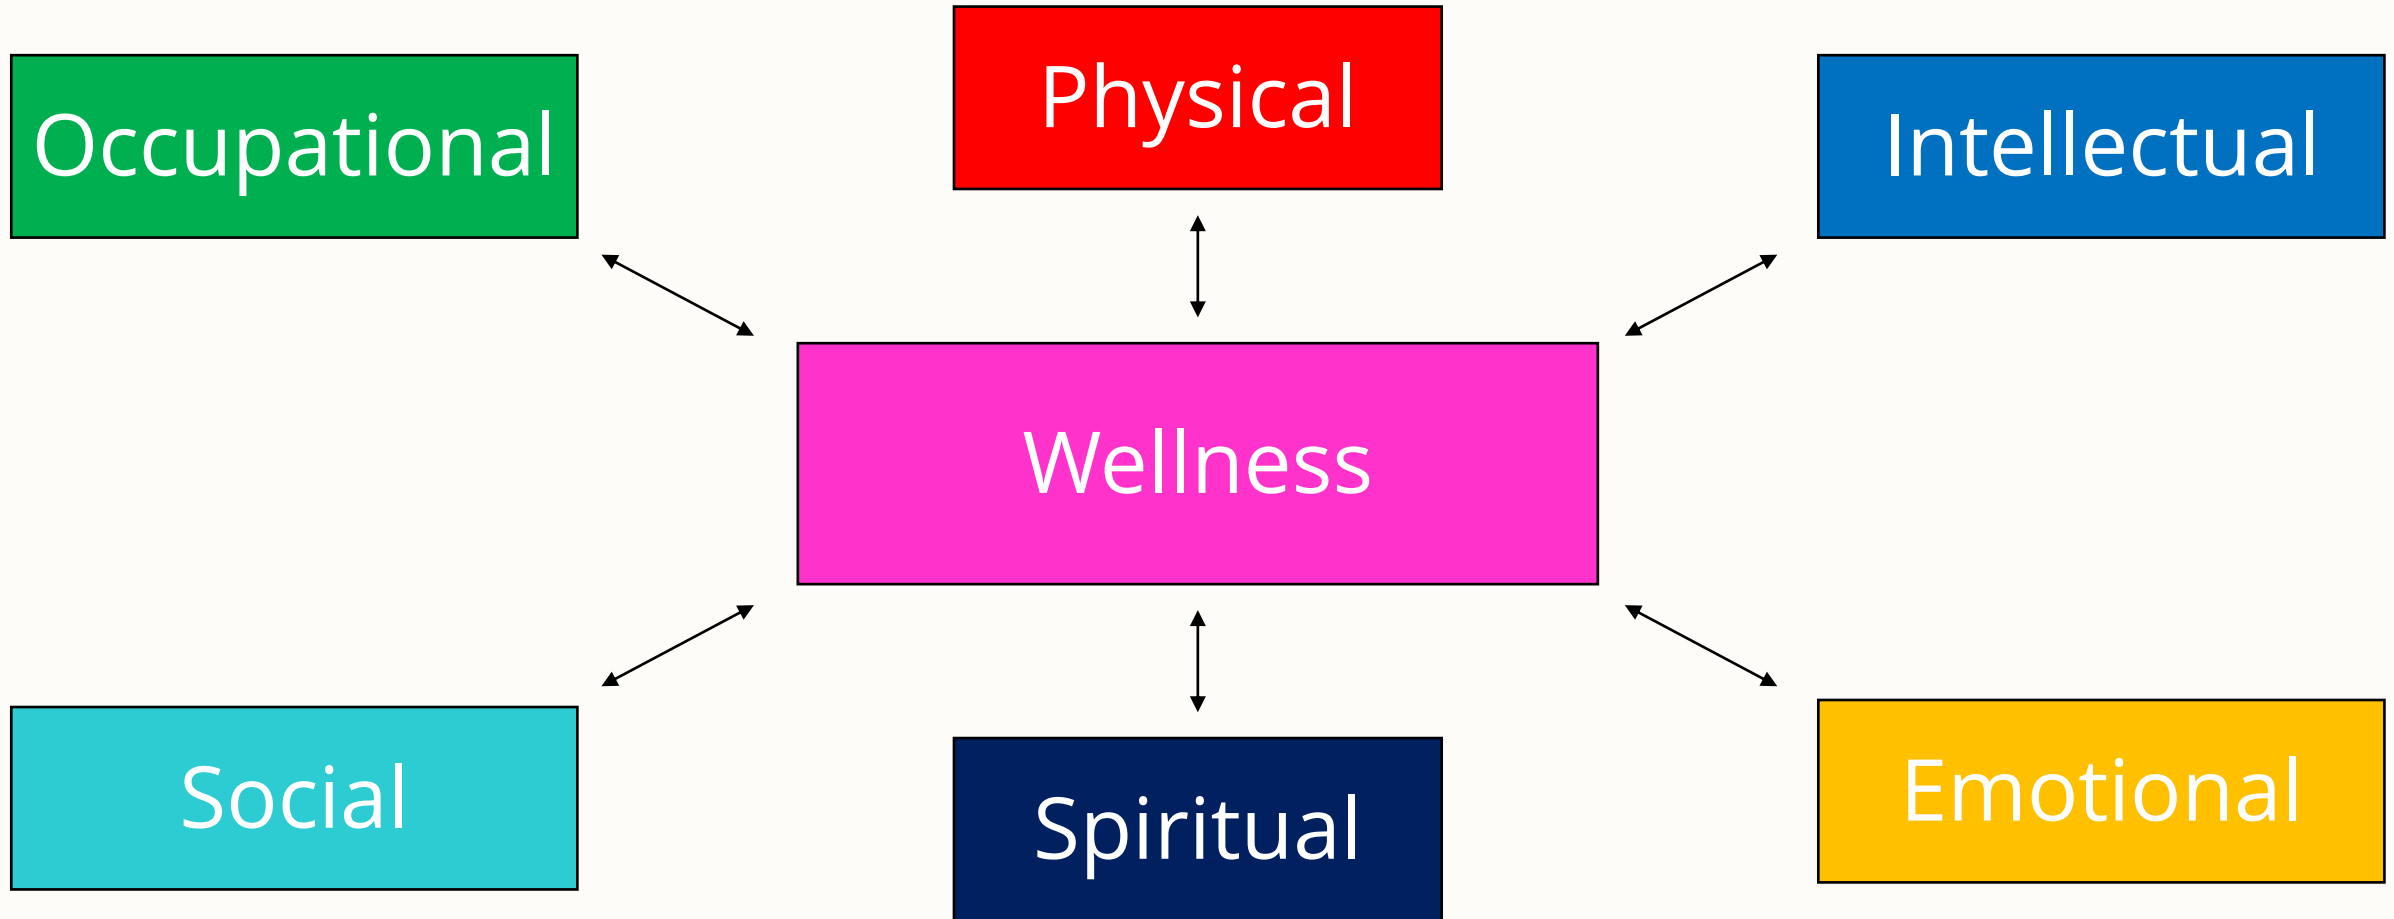 Occupational
Physical
Intellectual
Wellness
Social
Spiritual
Emotional